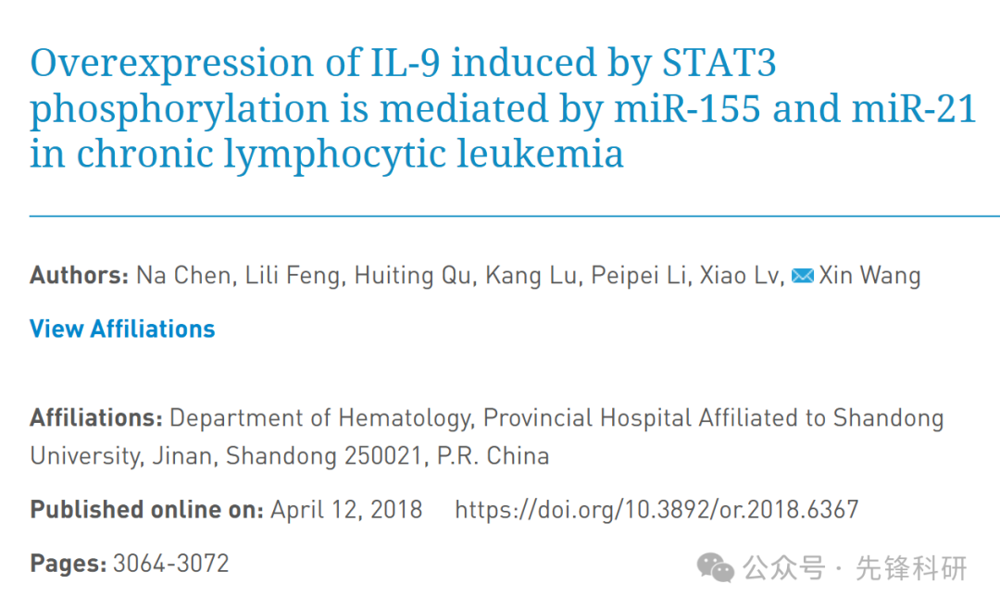 Overexpression of IL-9 induced by STAT3
phosphorylation is mediated by miR-155 and miR-21
in chronic lymphocytic leukemia
Authors: Na Chen, Lili Feng, Huiting Qu, Kang Lu, Peipei Li, Xiao Lv, Xin Wang
View Affiliations
Affiliations: Department of Hematology, Provincial Hospital Affiliated to Shandong
University, Jinan, Shandong 250021, P.R. China
Published online on: April 12, 2018 https://doi.org/10.3892/or.2018.6367
Pages: 3064-3072
公众号 · 先锋科研